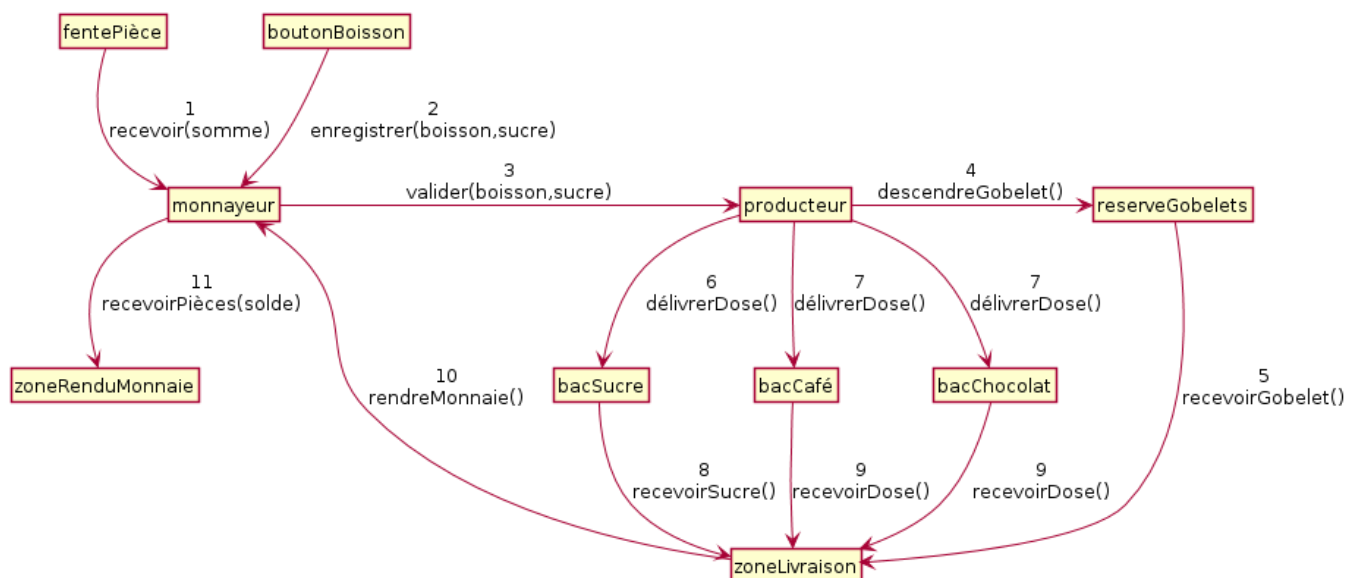 fentePièce
boutonBoisson
1
recevoir(somme)
2
enregistrer(boisson,sucre)
3
valider(boisson,sucre)
4
descendreGobelet()
monnayeur
producteur
reserveGobelets
11
recevoirPièces(solde)
6
délivrerDose()
7
délivrerDose()
7
délivrerDose()
zoneRenduMonnaie
10
rendreMonnaie()
bacSucre
bacCafé
bacChocolat
5
recevoirGobelet()
8
recevoirSucre()
9
recevoirDose()
9
recevoirDose()
zoneLivraison